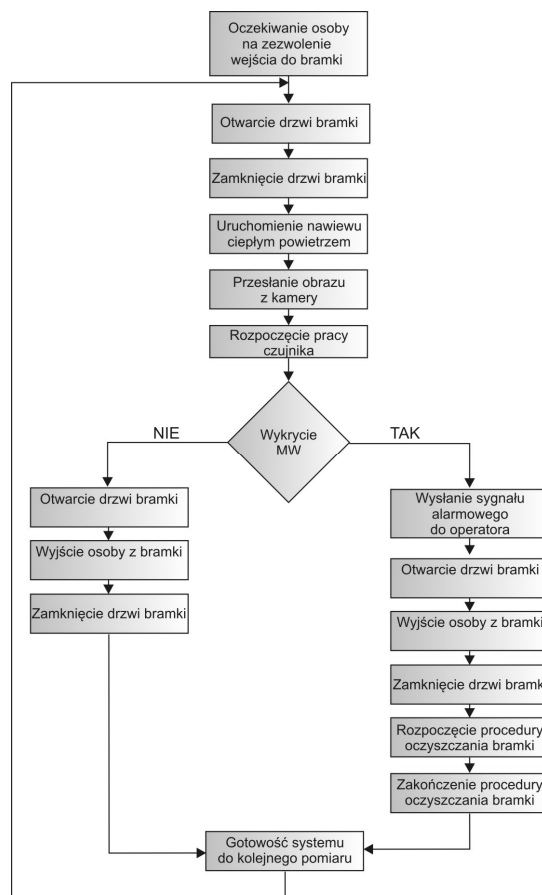 Oczekiwanie osoby
na zezwolenie
wejścia do bramki
Otwarcie drzwi bramki
Zamknięcie drzwi bramki
Uruchomienie nawiewu
ciepłym powietrzem
Przesłanie obrazu
z kamery
Rozpoczęcie pracy
czujnika
Wykrycie
MW
NIE
Otwarcie drzwi bramki
Wyjście osoby z bramki
Zamknięcie drzwi bramki
TAK
Wysłanie sygnału
alarmowego
do operatora
Otwarcie drzwi bramki
Wyjście osoby z bramki
Zamknięcie drzwi bramk
Rozpoczęcie procedury
oczyszczania bramki
Zakończenie procedury
oczyszczania bramki
Gotowość systemu
do kolejnego pomiaru